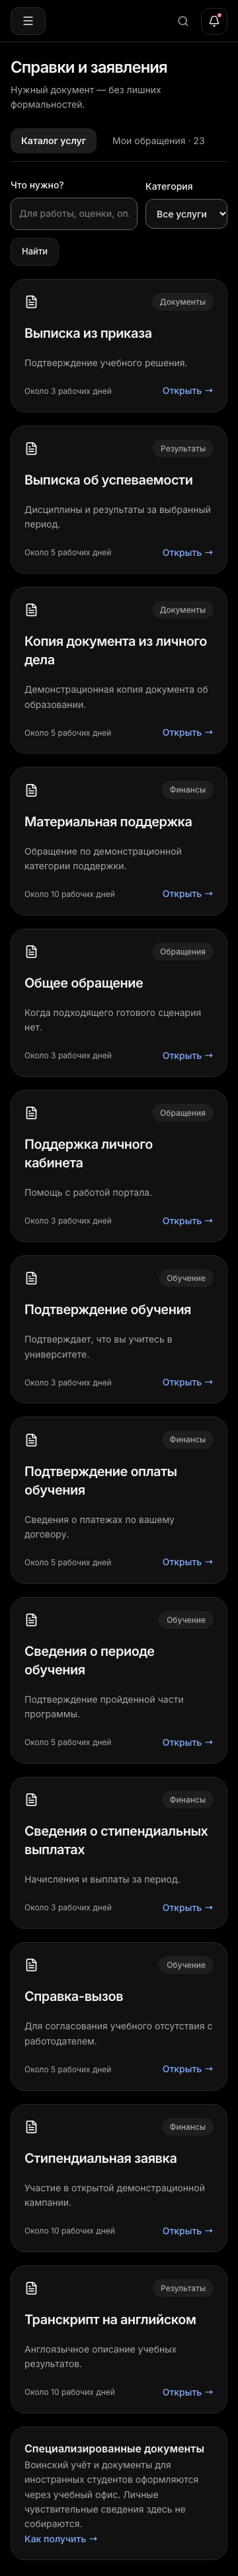 Справки и заявления
Нужный документ — без лишних
формальностей.
Каталог услуг
Мои обращения · 23
Что нужно?
Категория
Для работы, оценки, оп
Все услуги
Найти
Документы
Выписка из приказа
Подтверждение учебного решения.
Около 3 рабочих дней
Открыть →
Результаты
Выписка об успеваемости
Дисциплины и результаты за выбранный
период.
Около 5 рабочих дней
Открыть →
Документы
Копия документа из личного
дела
Демонстрационная копия документа об
образовании.
Около 5 рабочих дней
Открыть →
Финансы
Материальная поддержка
Обращение по демонстрационной
категории поддержки.
Около 10 рабочих дней
Открыть →
Обращения
Общее обращение
Когда подходящего готового сценария
нет.
Около 3 рабочих дней
Открыть →
Обращения
Поддержка личного
кабинета
Помощь с работой портала.
Около 3 рабочих дней
Открыть →
Обучение
Подтверждение обучения
Подтверждает, что вы учитесь в
университете.
Около 3 рабочих дней
Открыть →
Финансы
Подтверждение оплаты
обучения
Сведения о платежах по вашему
договору.
Около 5 рабочих дней
Открыть →
Обучение
Сведения о периоде
обучения
Подтверждение пройденной части
программы.
Около 5 рабочих дней
Открыть →
Финансы
Сведения о стипендиальных
выплатах
Начисления и выплаты за период.
Около 3 рабочих дней
Открыть →
Обучение
Справка-вызов
Для согласования учебного отсутствия с
работодателем.
Около 5 рабочих дней
Открыть →
Финансы
Стипендиальная заявка
Участие в открытой демонстрационной
кампании.
Около 10 рабочих дней
Открыть →
Результаты
Транскрипт на английском
Англоязычное описание учебных
результатов.
Около 10 рабочих дней
Открыть →
Специализированные документы
Воинский учёт и документы для
иностранных студентов оформляются
через учебный офис. Личные
чувствительные сведения здесь не
собираются.
Как получить →